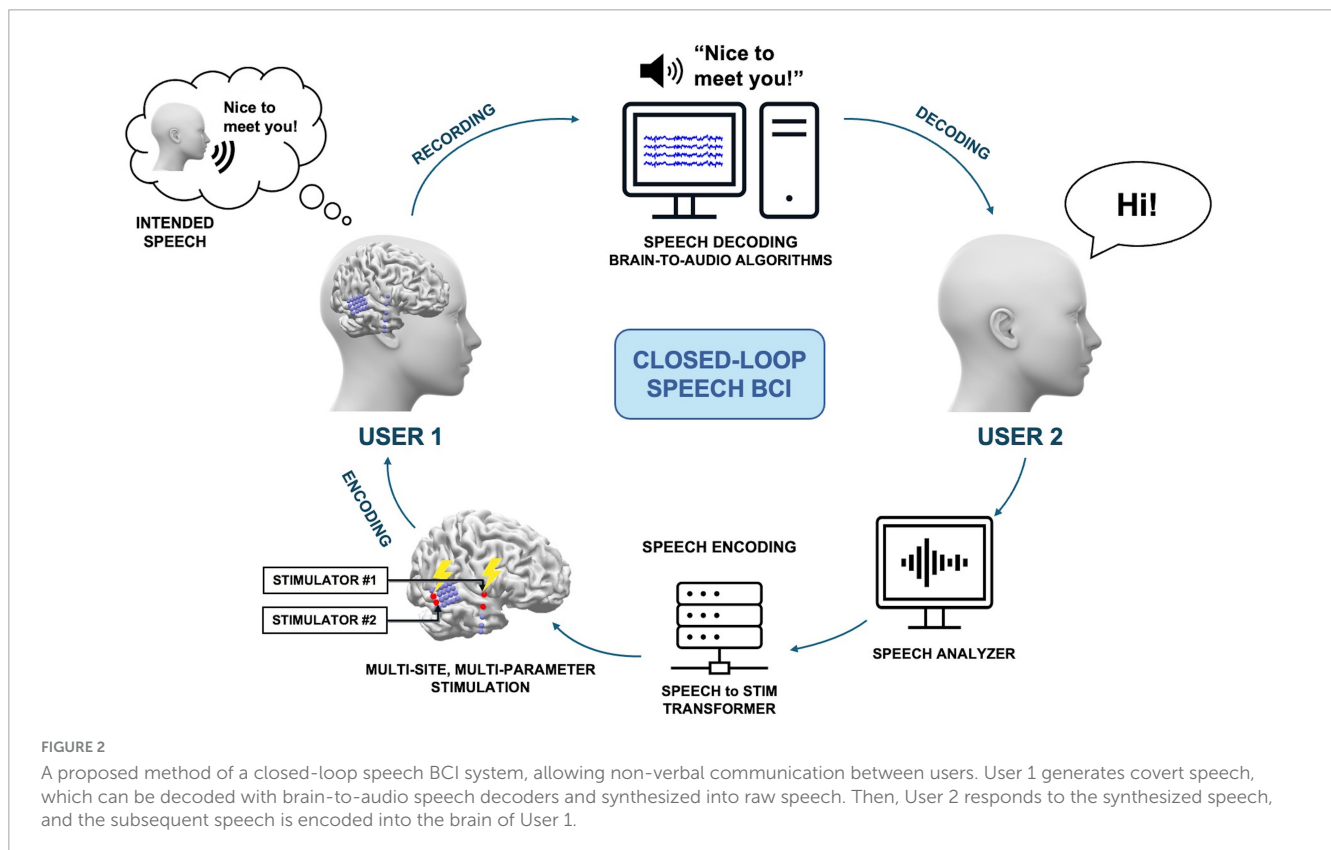 Nice to
meet you!
INTENDED
SPEECH
RECORDING
"Nice to
meet you!"
SPEECH DECODING
BRAIN-TO-AUDIO ALGORITHMS
DECODING
Hi!
CLOSED-LOOP
SPEECH BCI
USER 1
USER 2
ENCODING
STIMULATOR #1
STIMULATOR #2
MULTI-SITE, MULTI-PARAMETER
STIMULATION
SPEECH ENCODING
SPEECH to STIM
TRANSFORMER
SPEECH ANALYZER
FIGURE 2
A proposed method of a closed-loop speech BCI system, allowing non-verbal communication between users. User 1 generates covert speech,
which can be decoded with brain-to-audio speech decoders and synthesized into raw speech. Then, User 2 responds to the synthesized speech,
and the subsequent speech is encoded into the brain of User 1.